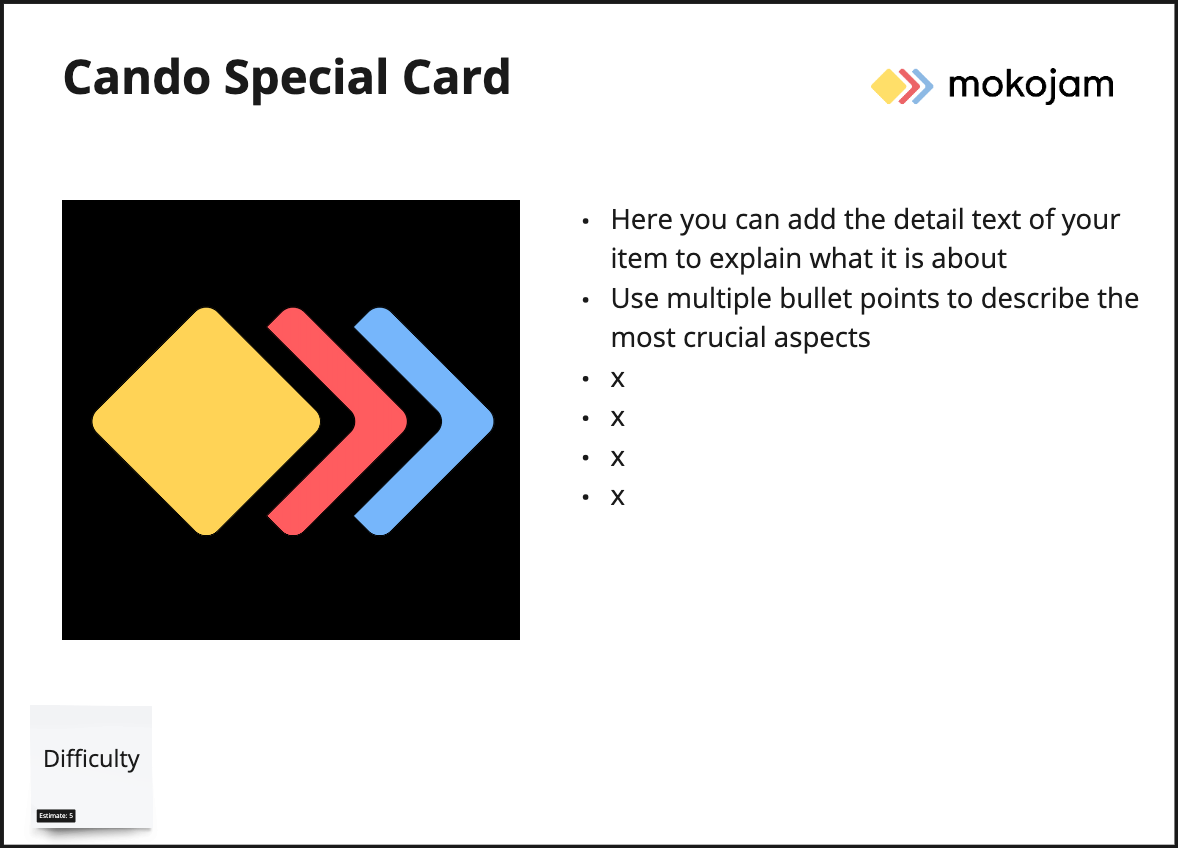 Cando Special Card
mokojam
• Here you can add the detail text of your
item to explain what it is about
• Use multiple bullet points to describe the
most crucial aspects
• x
• x
• x
• x
Difficulty
Estimate: 5